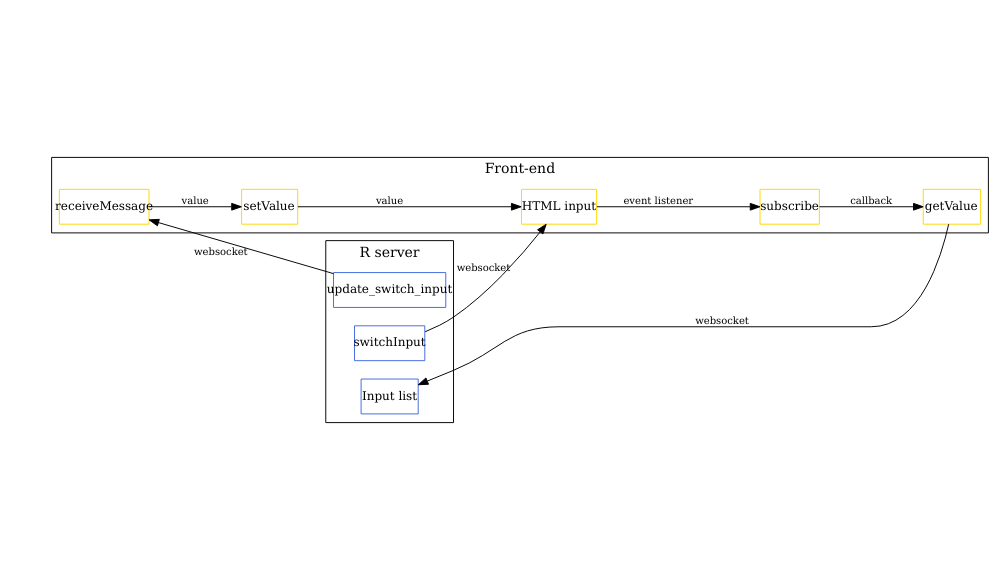 Front-end
receiveMessage
value
setValue
value
HTML input
event listener
subscribe
callback
getValue
websocket
R server
websocket
update_switch_input
websocket
switchInput
Input list